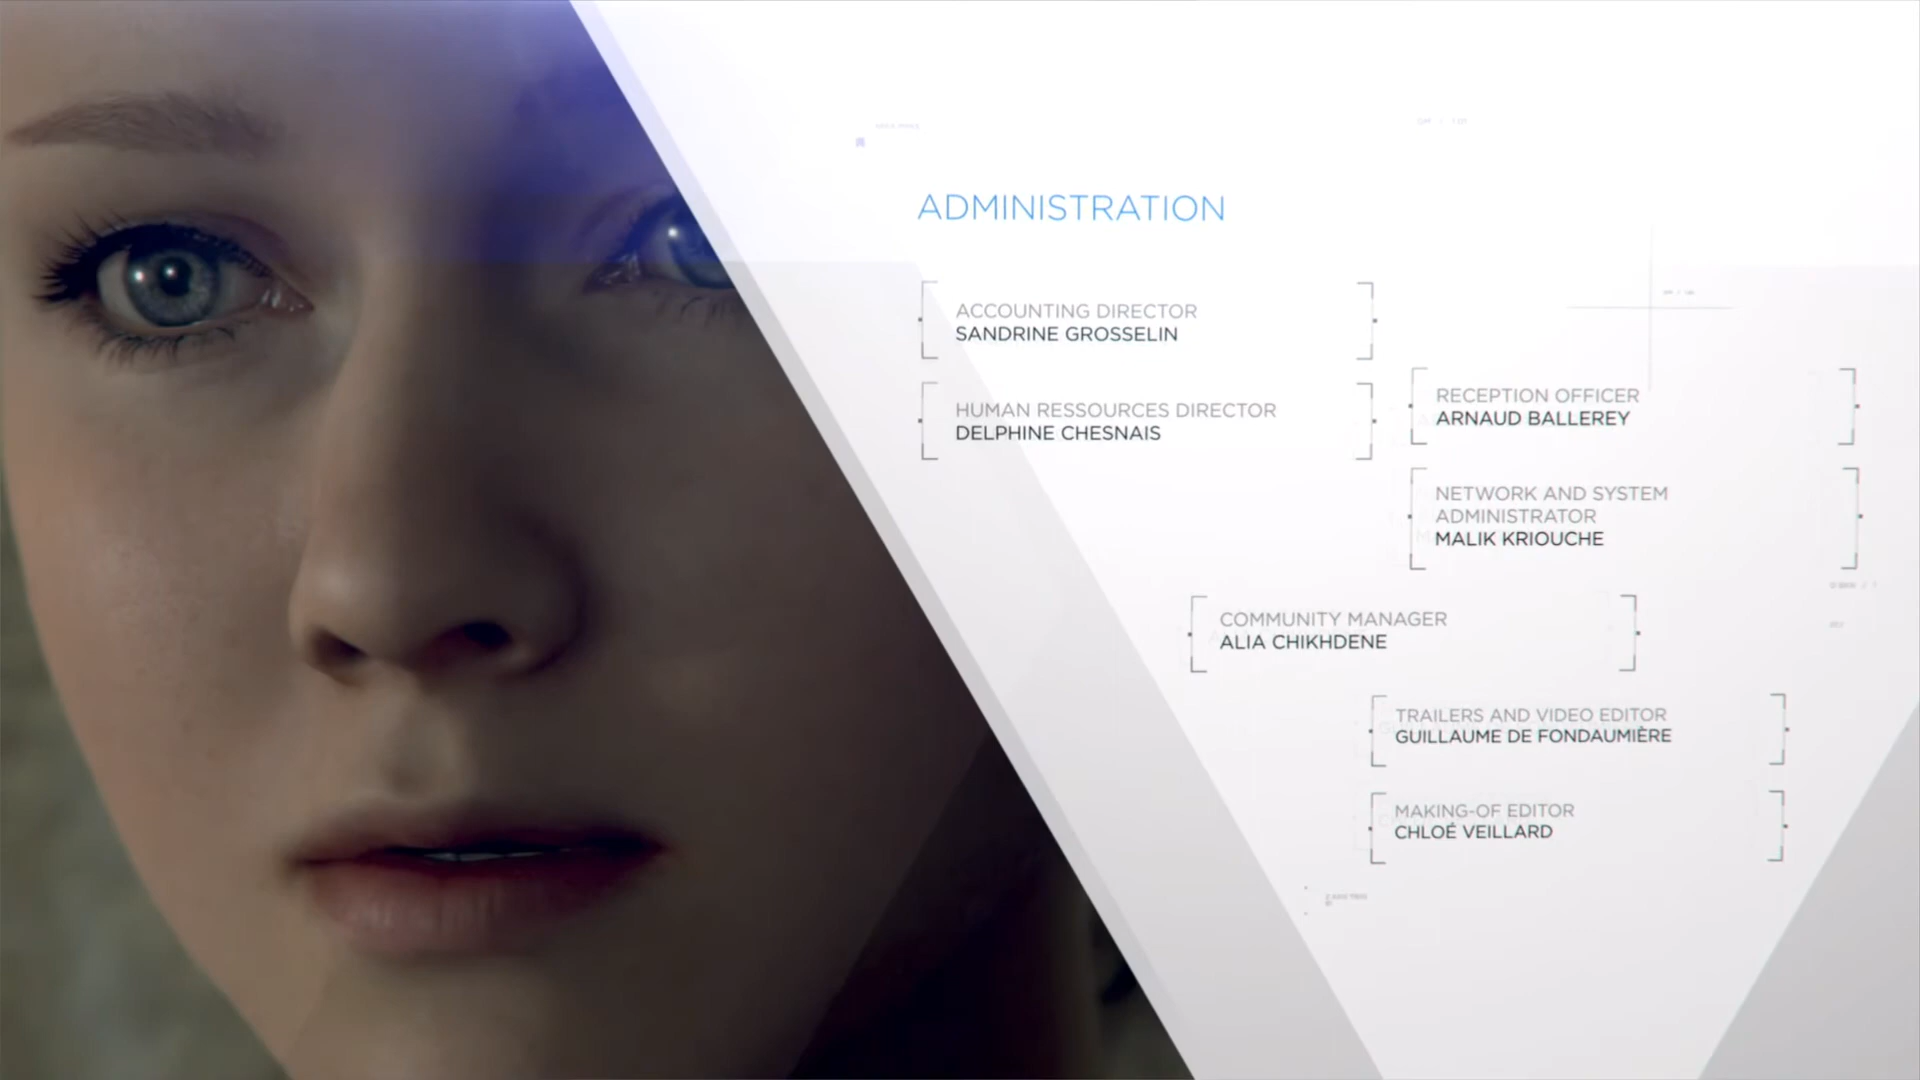 ADMINISTRATION
ACCOUNTING DIRECTOR
SANDRINE GROSSELIN
HUMAN RESSOURCES DIRECTOR
DELPHINE CHESNAIS
RECEPTION OFFICER
ARNAUD BALLEREY
NETWORK AND SYSTEM
ADMINISTRATOR
MALIK KRIOUCHE
COMMUNITY MANAGER
ALIA CHIKHDENE
TRAILERS AND VIDEO EDITOR
GUILLAUME DE FONDAUMIÈRE
MAKING-OF EDITOR
CHLOÉ VEILLARD